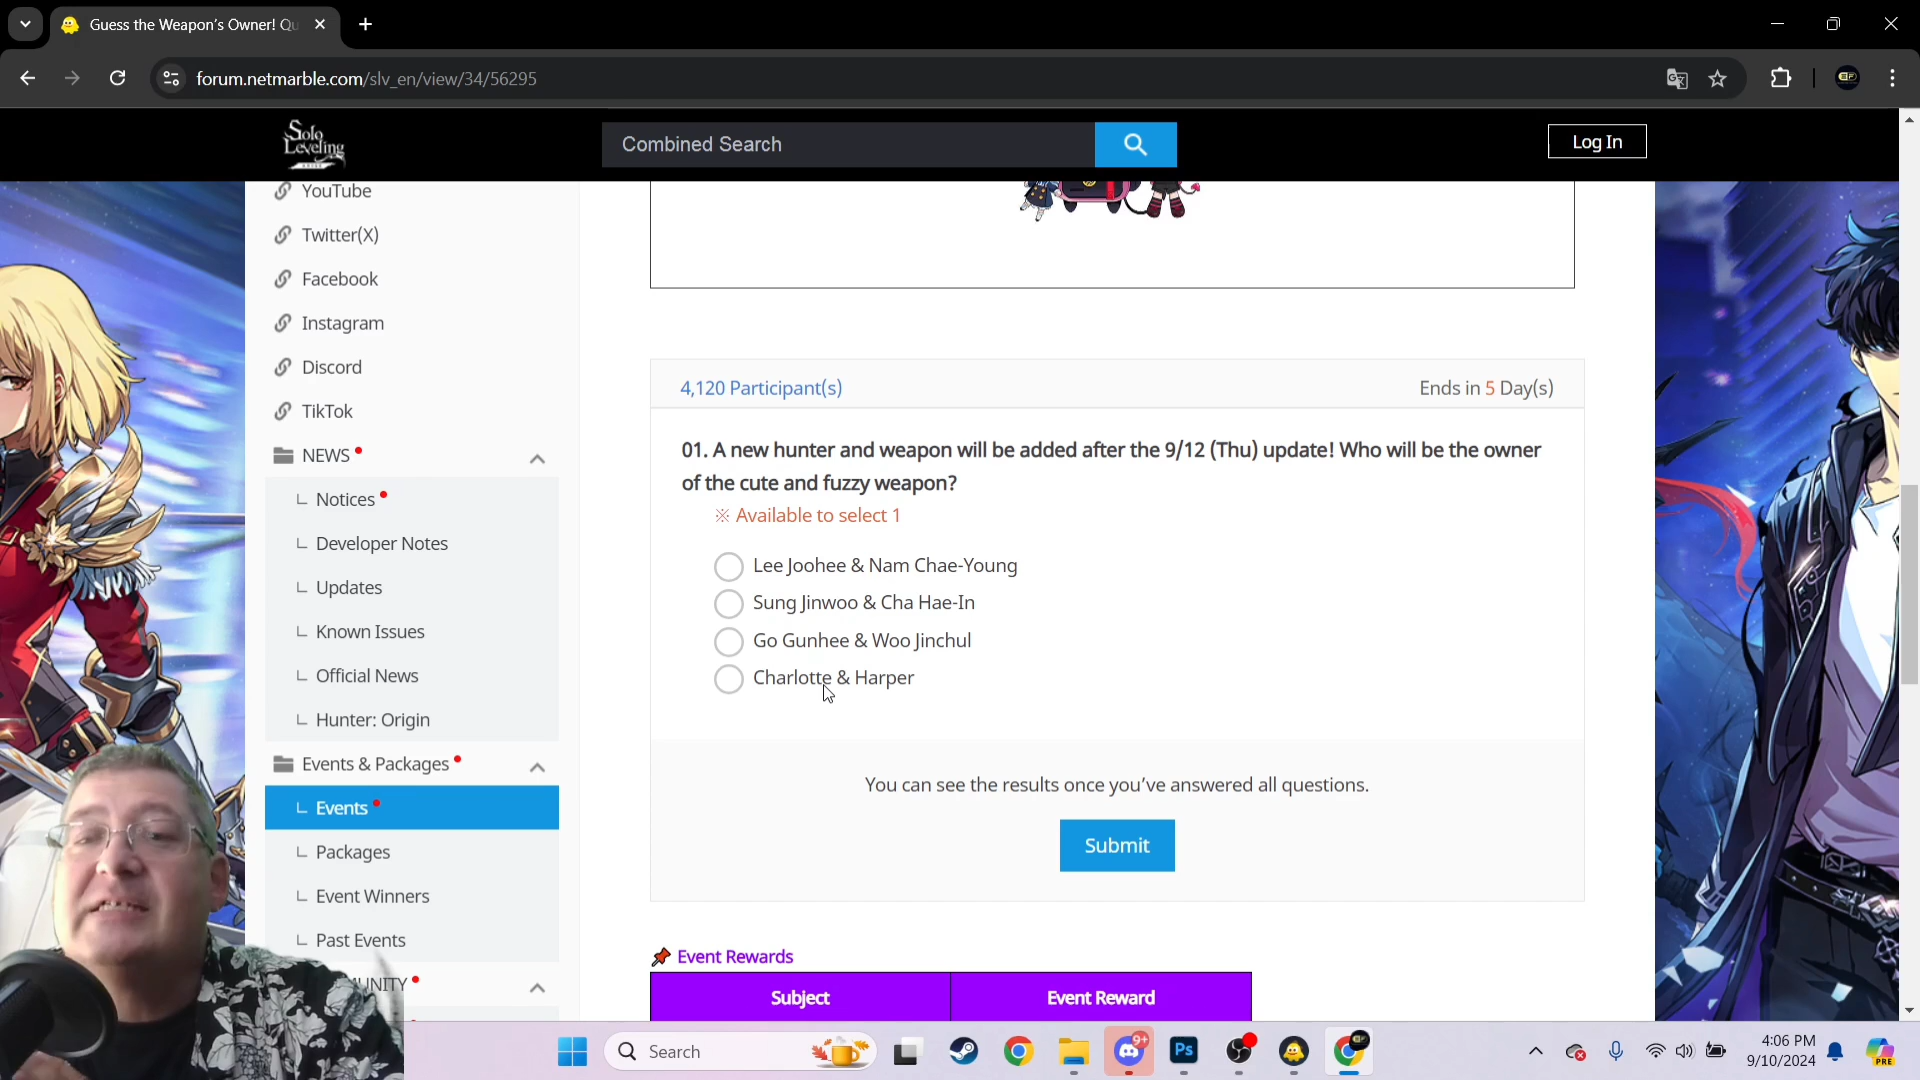 Guess the Weapon's Owner! Qu
forum.netmarble.com/slv_en/view/34/56295
Solo Leveling
Combined Search
Log In
YouTube
Twitter(X)
Facebook
Instagram
Discord
TikTok
NEWS
Notices
Developer Notes
Updates
Known Issues
Official News
Hunter: Origin
Events & Packages
Events
Packages
Event Winners
Past Events
UNITY
4,120 Participant(s)
Ends in 5 Day(s)
01. A new hunter and weapon will be added after the 9/12 (Thu) update! Who will be the owner
of the cute and fuzzy weapon?
※ Available to select 1
Lee Joohee & Nam Chae-Young
Sung Jinwoo & Cha Hae-In
Go Gunhee & Woo Jinchul
Charlotte & Harper
You can see the results once you've answered all questions.
Submit
Event Rewards
Subject
Event Reward
Search
9+
Ps
4:06 PM
9/10/2024
PRE